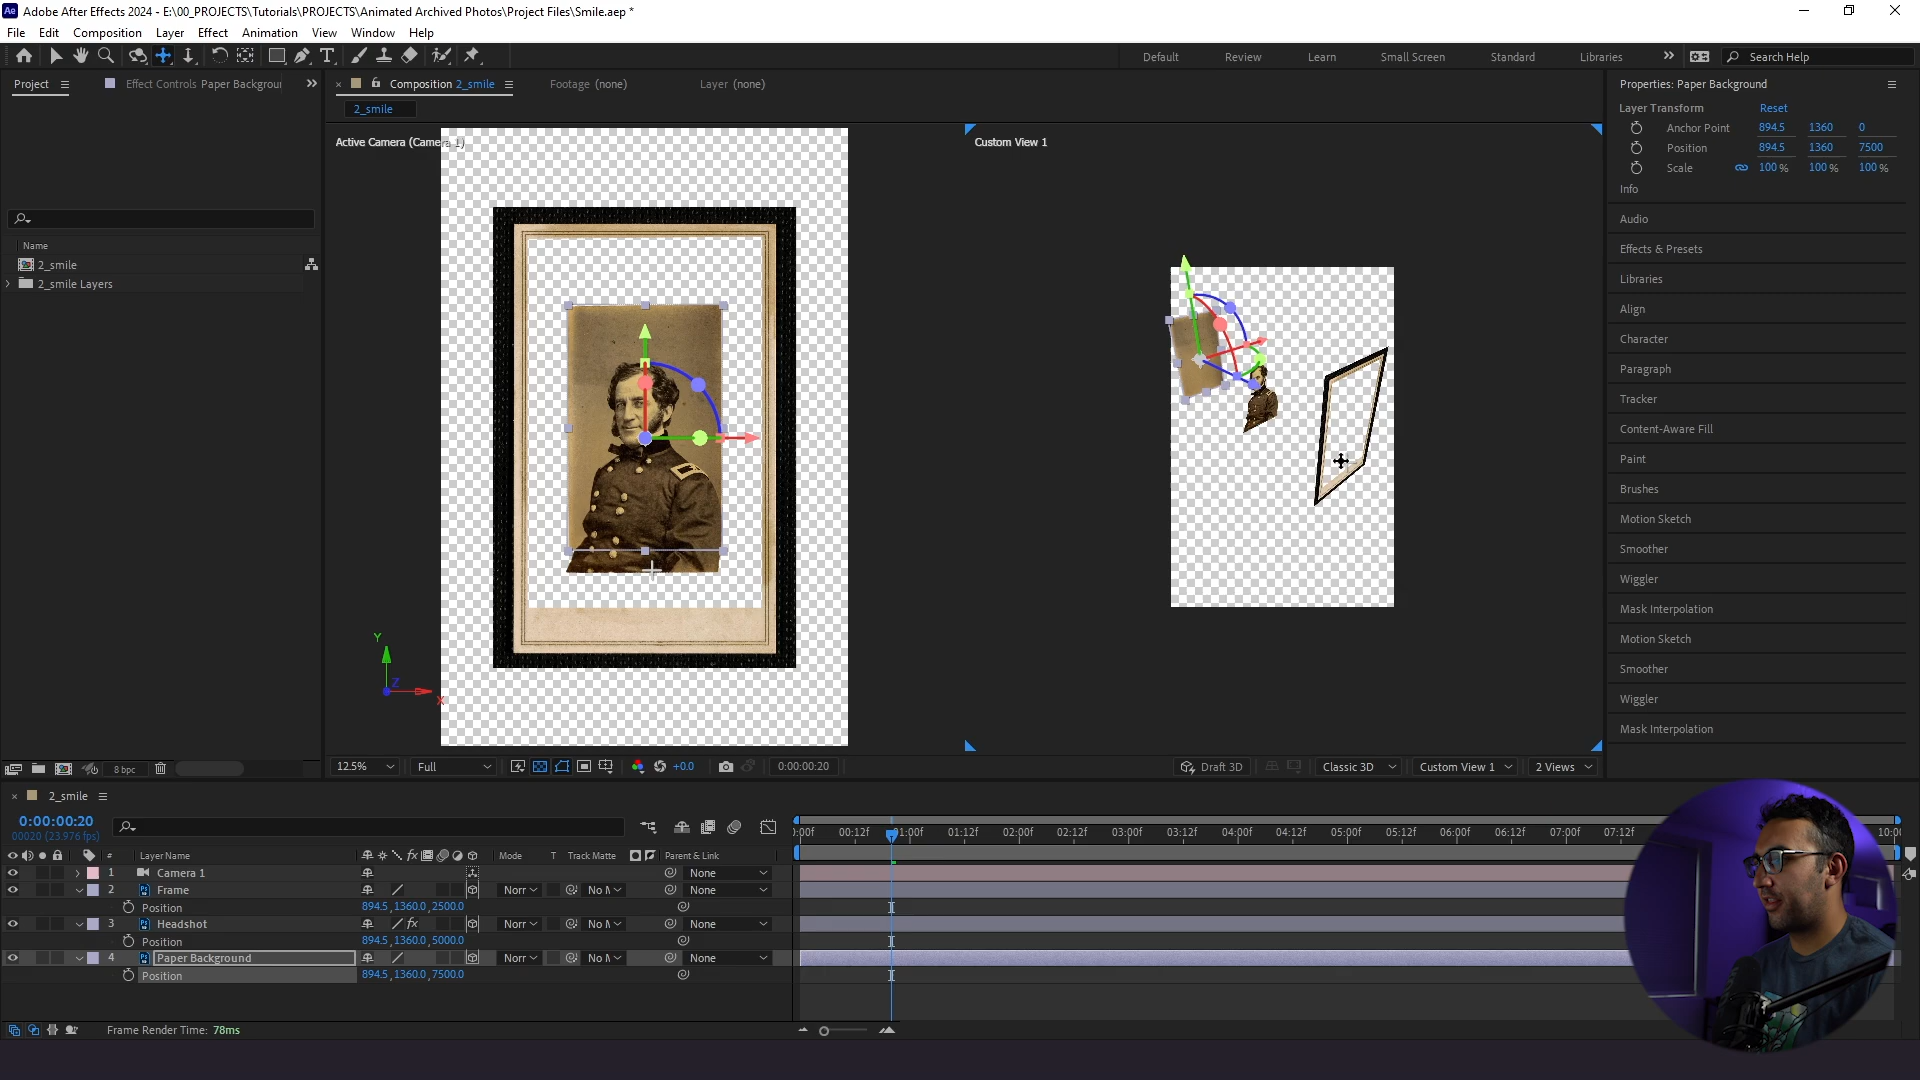 Ae Adobe After Effects 2024 - E:\00_PROJECTS\Tutorials\PROJECTS\Animated Archived Photos\Project Files\Smile.aep *
File Edit Composition Layer Effect Animation View Window Help
Default Review Learn Small Screen Standard Libraries Search Help
Project Effect Controls Paper Backgrour Composition 2_smile Footage (none) Layer (none) Properties: Paper Background
2_smile
Layer Transform Reset
Anchor Point 894.5 1360 0
Position 894.5 1360 7500
Scale 100 % 100 % 100 %
Active Camera (Camera 1) Custom View 1
Info
Audio
Effects & Presets
Libraries
Align
Character
Paragraph
Tracker
Content-Aware Fill
Paint
Brushes
Motion Sketch
Smoother
Wiggler
Mask Interpolation
Motion Sketch
Smoother
Wiggler
Mask Interpolation
Name
2_smile
2_smile Layers
Y
Z
X
8 bpc 12.5% Full +0.0 0:00:00:20 Draft 3D Classic 3D Custom View 1 2 Views
2_smile
0:00:00:20
00020 (23.976 fps)
:00f 00:12f 01:00f 01:12f 02:00f 02:12f 03:00f 03:12f 04:00f 04:12f 05:00f 05:12f 06:00f 06:12f 07:00f 07:12f 10:0
# Layer Name fx Mode T Track Matte Parent & Link
1 Camera 1 None
2 Frame Norr No M None
Position 894.5,1360.0,2500.0
3 Headshot fx Norr No M None
Position 894.5,1360.0,5000.0
4 Paper Background Norr No M None
Position 894.5,1360.0,7500.0
Frame Render Time: 78ms